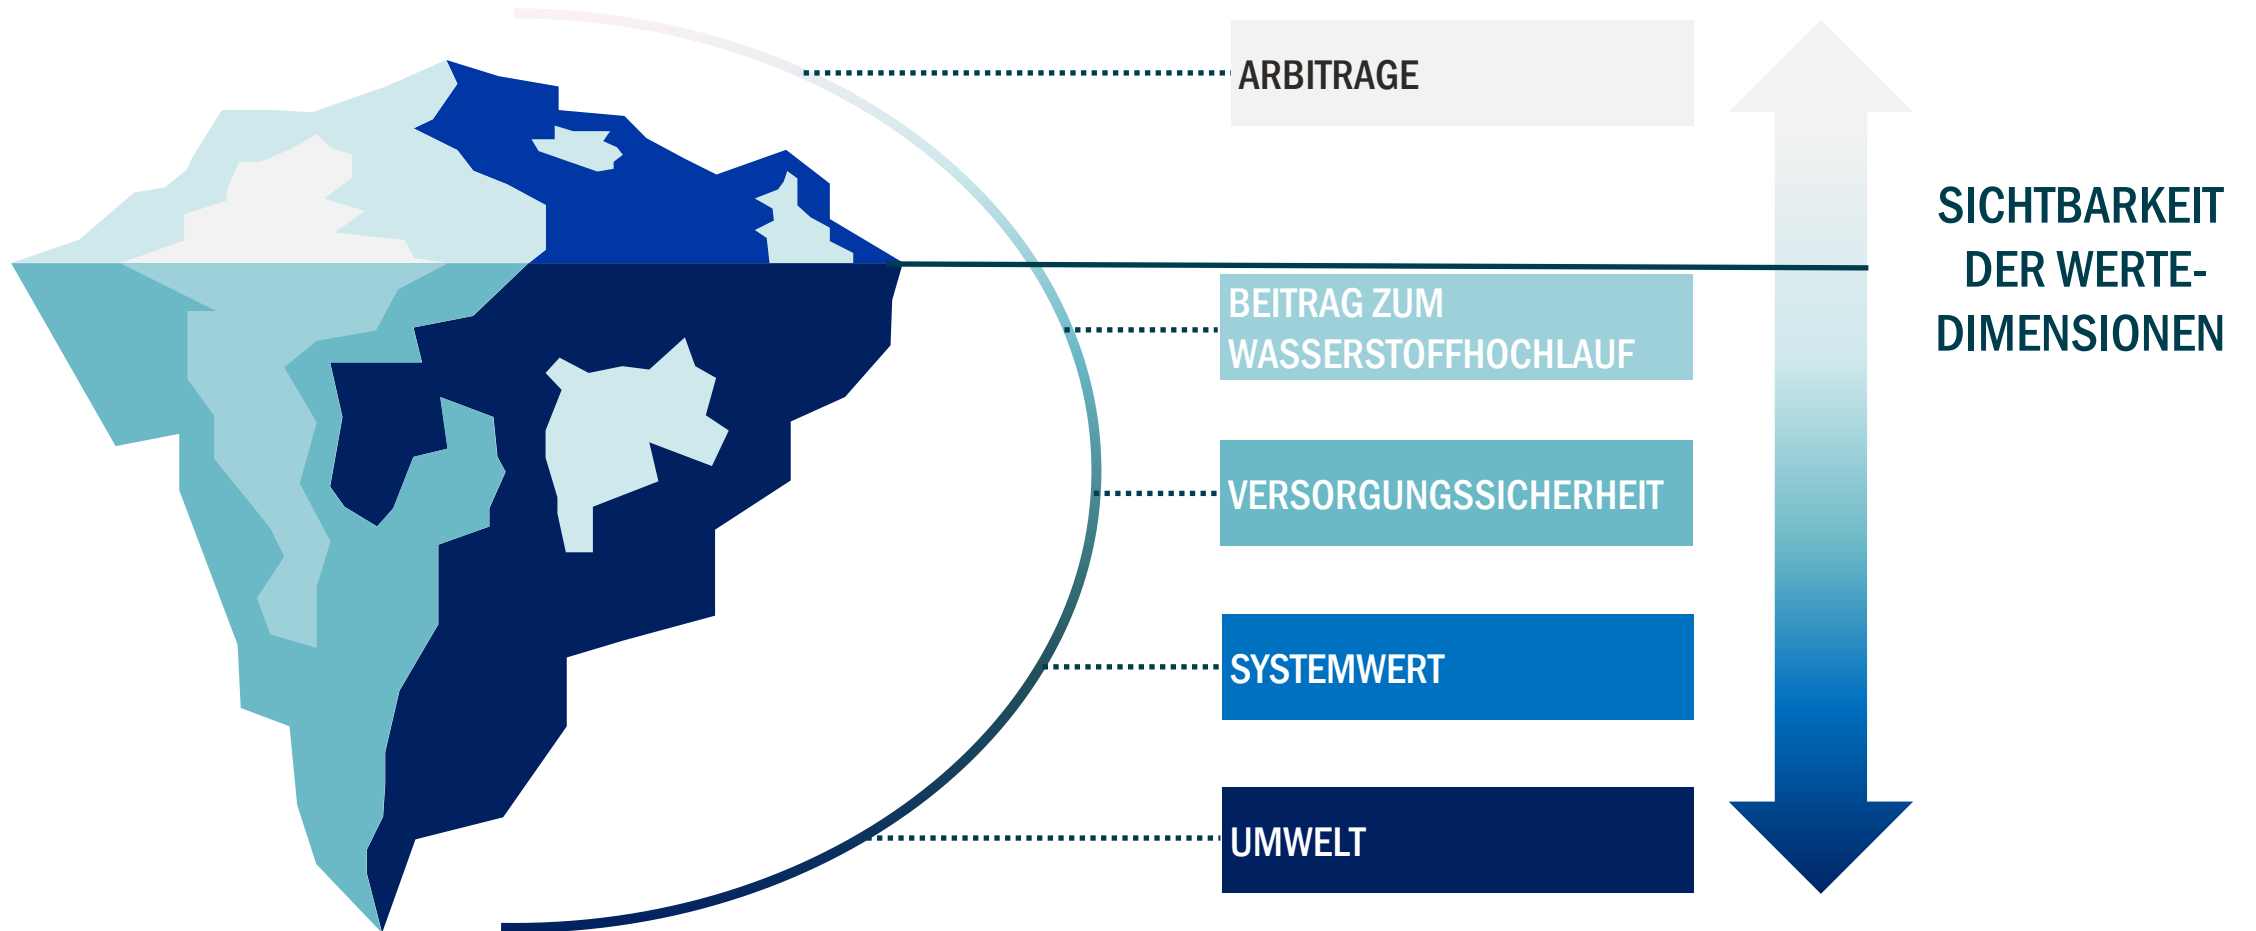 ARBITRAGE
SICHTBARKEIT
DER WERTE-
DIMENSIONEN
BEITRAG ZUM
WASSERSTOFFHOCHLAUF
VERSORGUNGSSICHERHEIT
SYSTEMWERT
UMWELT